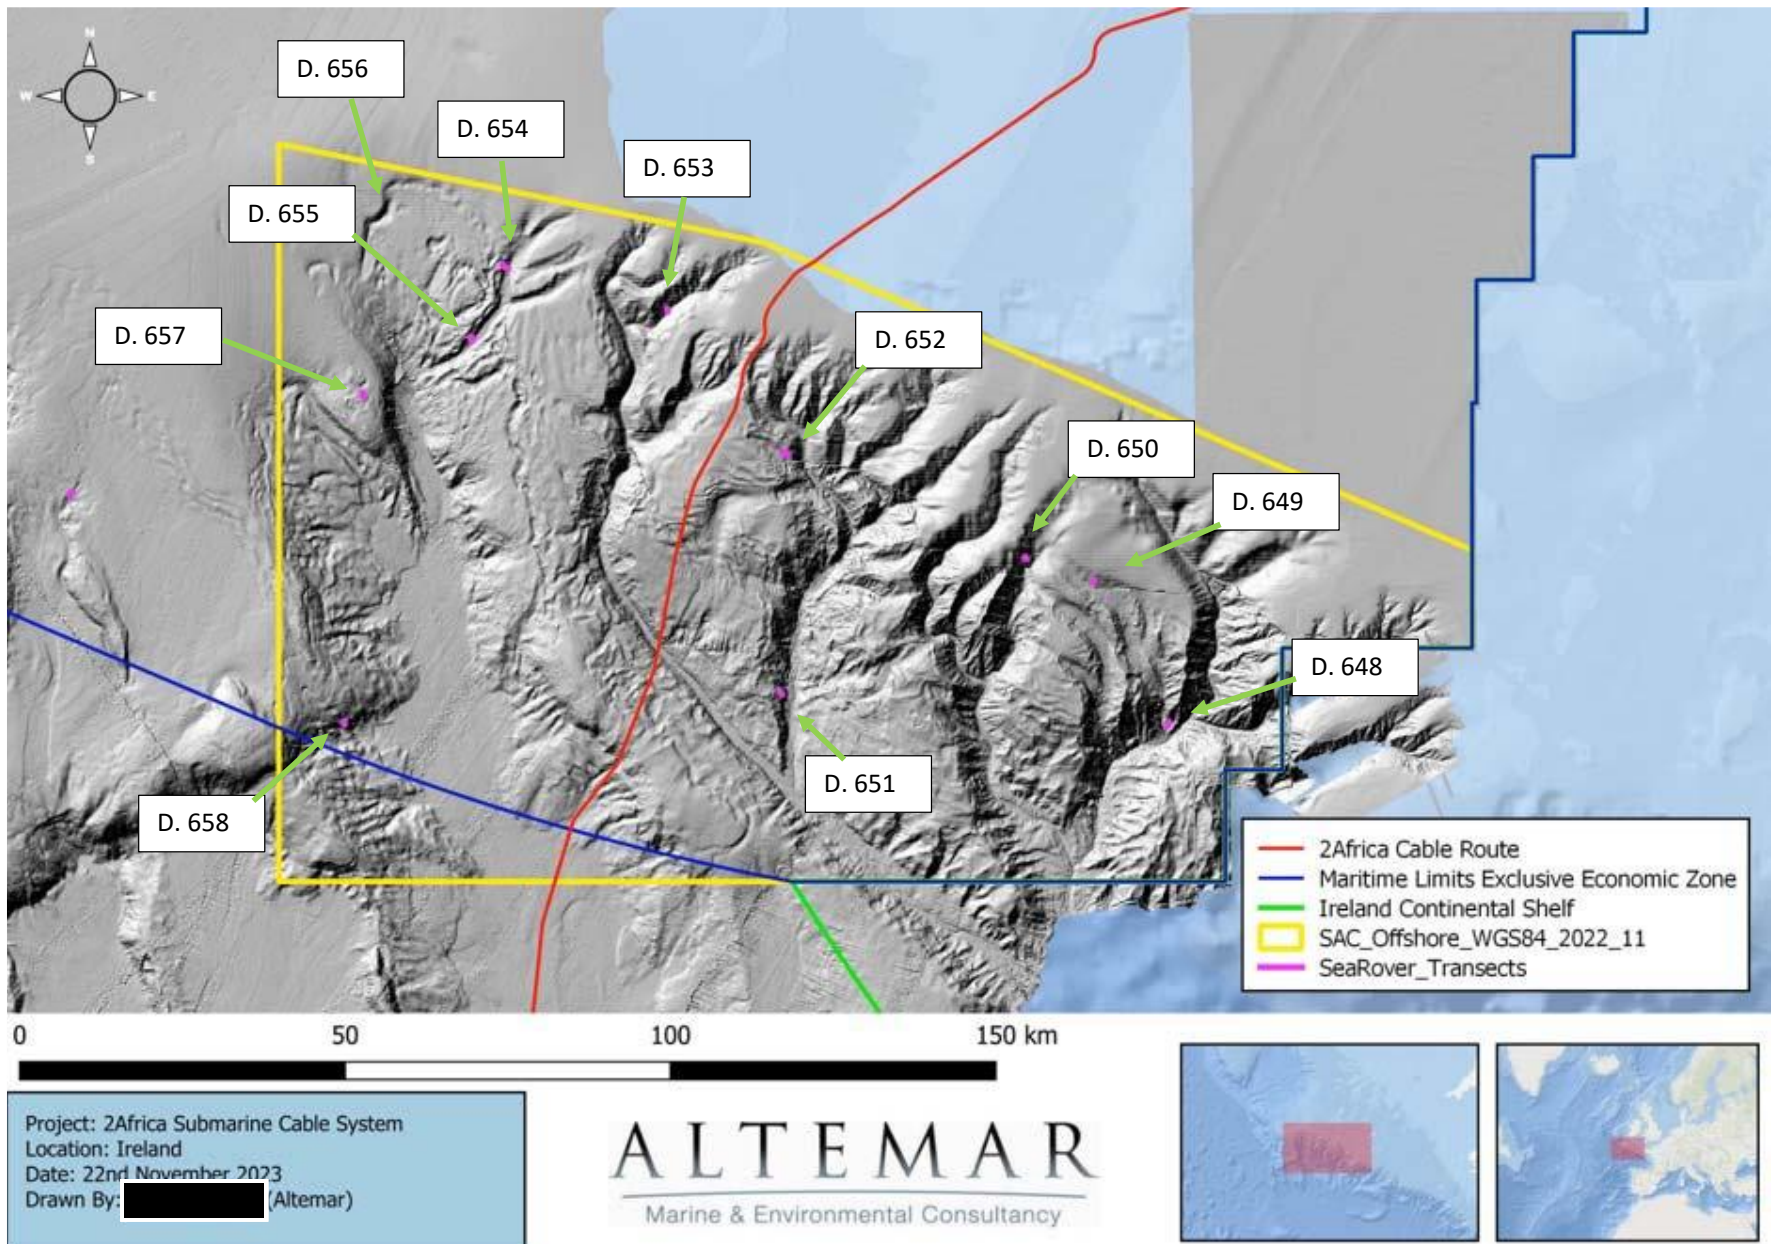 N
W
E
S
D. 656
D. 654
D. 653
D. 655
D. 652
D. 657
D. 650
D. 649
D. 648
D. 651
D. 658
2Africa Cable Route
Maritime Limits Exclusive Economic Zone
Ireland Continental Shelf
SAC_Offshore_WGS84_2022_11
SeaRover_Transects
0 50 100 150 km
Project: 2Africa Submarine Cable System
Location: Ireland
Date: 22nd November 2023
Drawn By: (Altemar)
ALTEMAR
Marine & Environmental Consultancy